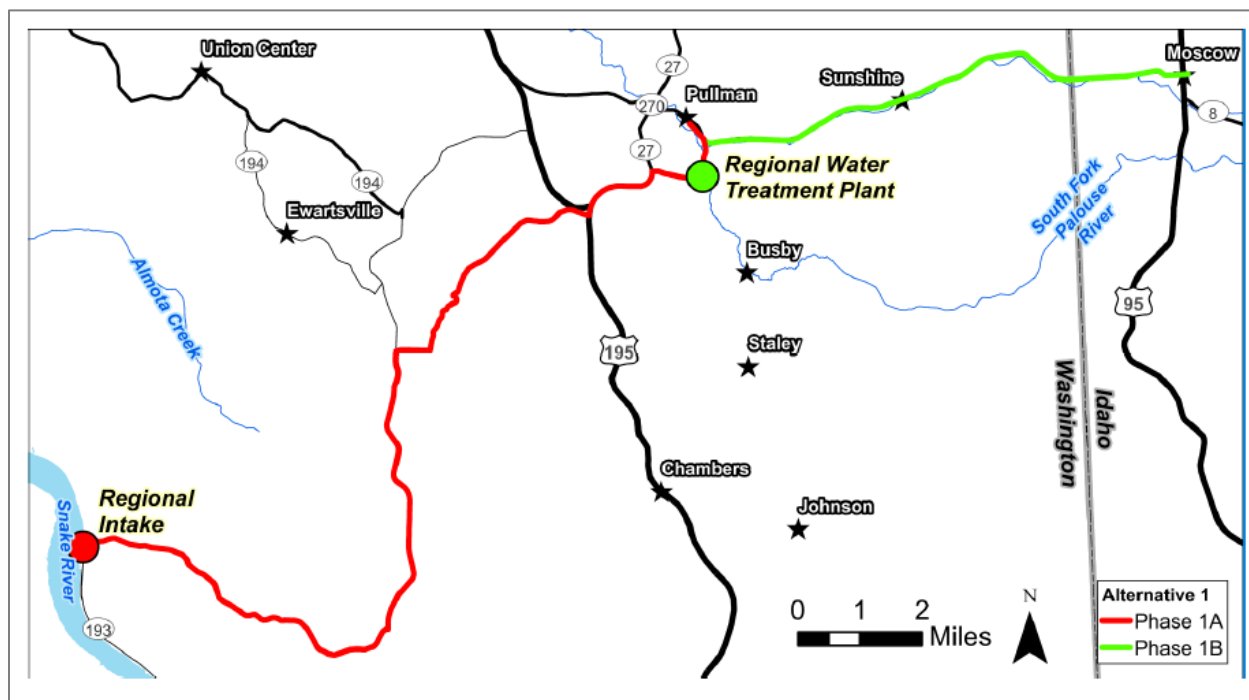 Union Center
Moscow
27
Sunshine
Pullman
270
8
27
194
194
Regional Water
Treatment Plant
Ewartsville
South Fork
Palouse
River
Busby
Almota Creek
95
195
Staley
Washington
Idaho
Chambers
Regional
Intake
Johnson
Snake River
N
Alternative 1
0 1 2
Miles
Phase 1A
Phase 1B
193